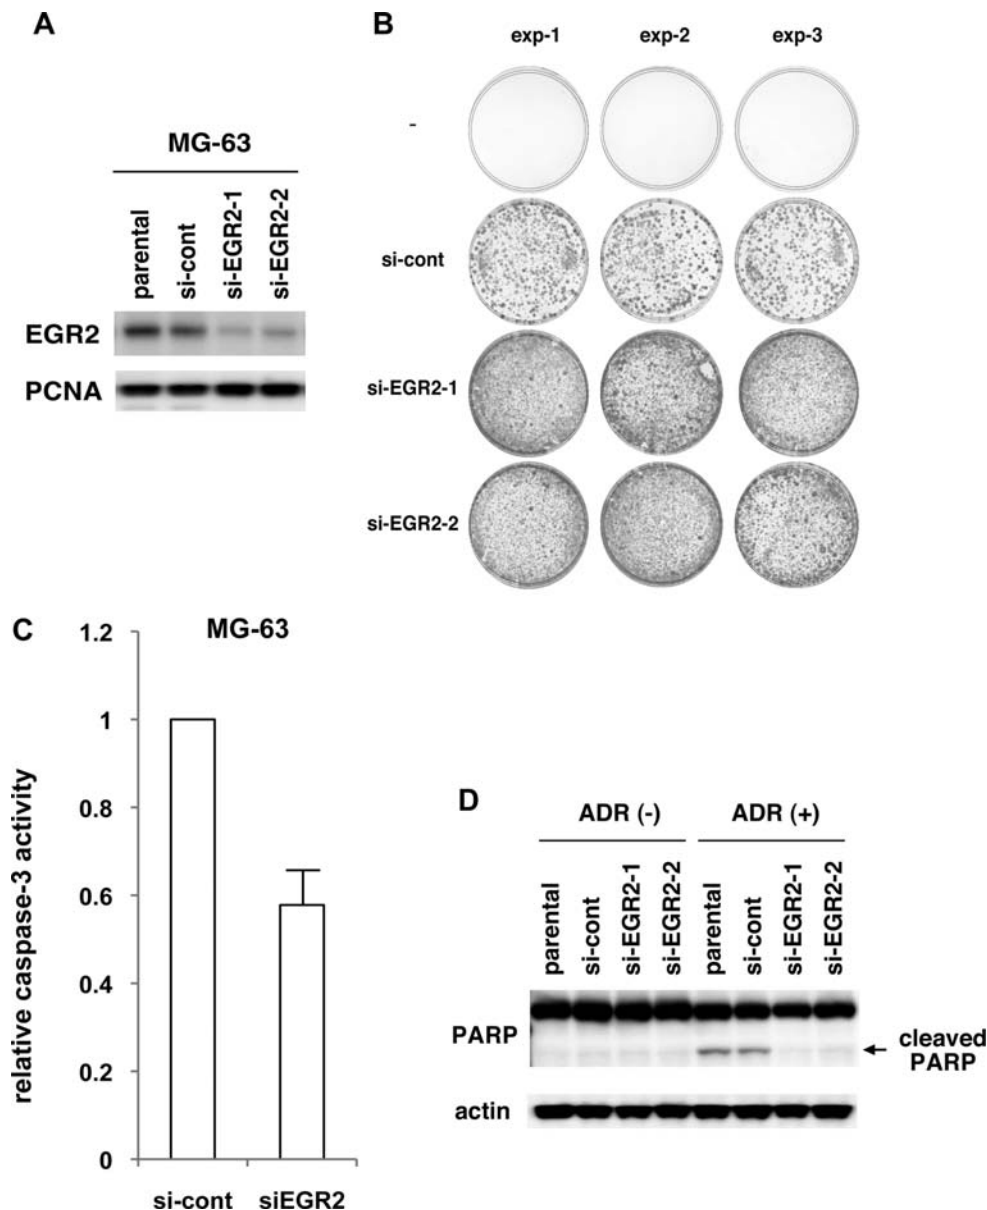 A
MG-63
parental
si-cont
si-EGR2-1
si-EGR2-2
EGR2
PCNA
B
exp-1
exp-2
exp-3
-
si-cont
si-EGR2-1
si-EGR2-2
C
MG-63
relative caspase-3 activity
1.2
1
0.8
0.6
0.4
0.2
0
si-cont
siEGR2
D
ADR (-)
ADR (+)
parental
si-cont
si-EGR2-1
si-EGR2-2
parental
si-cont
si-EGR2-1
si-EGR2-2
PARP
cleaved
PARP
actin